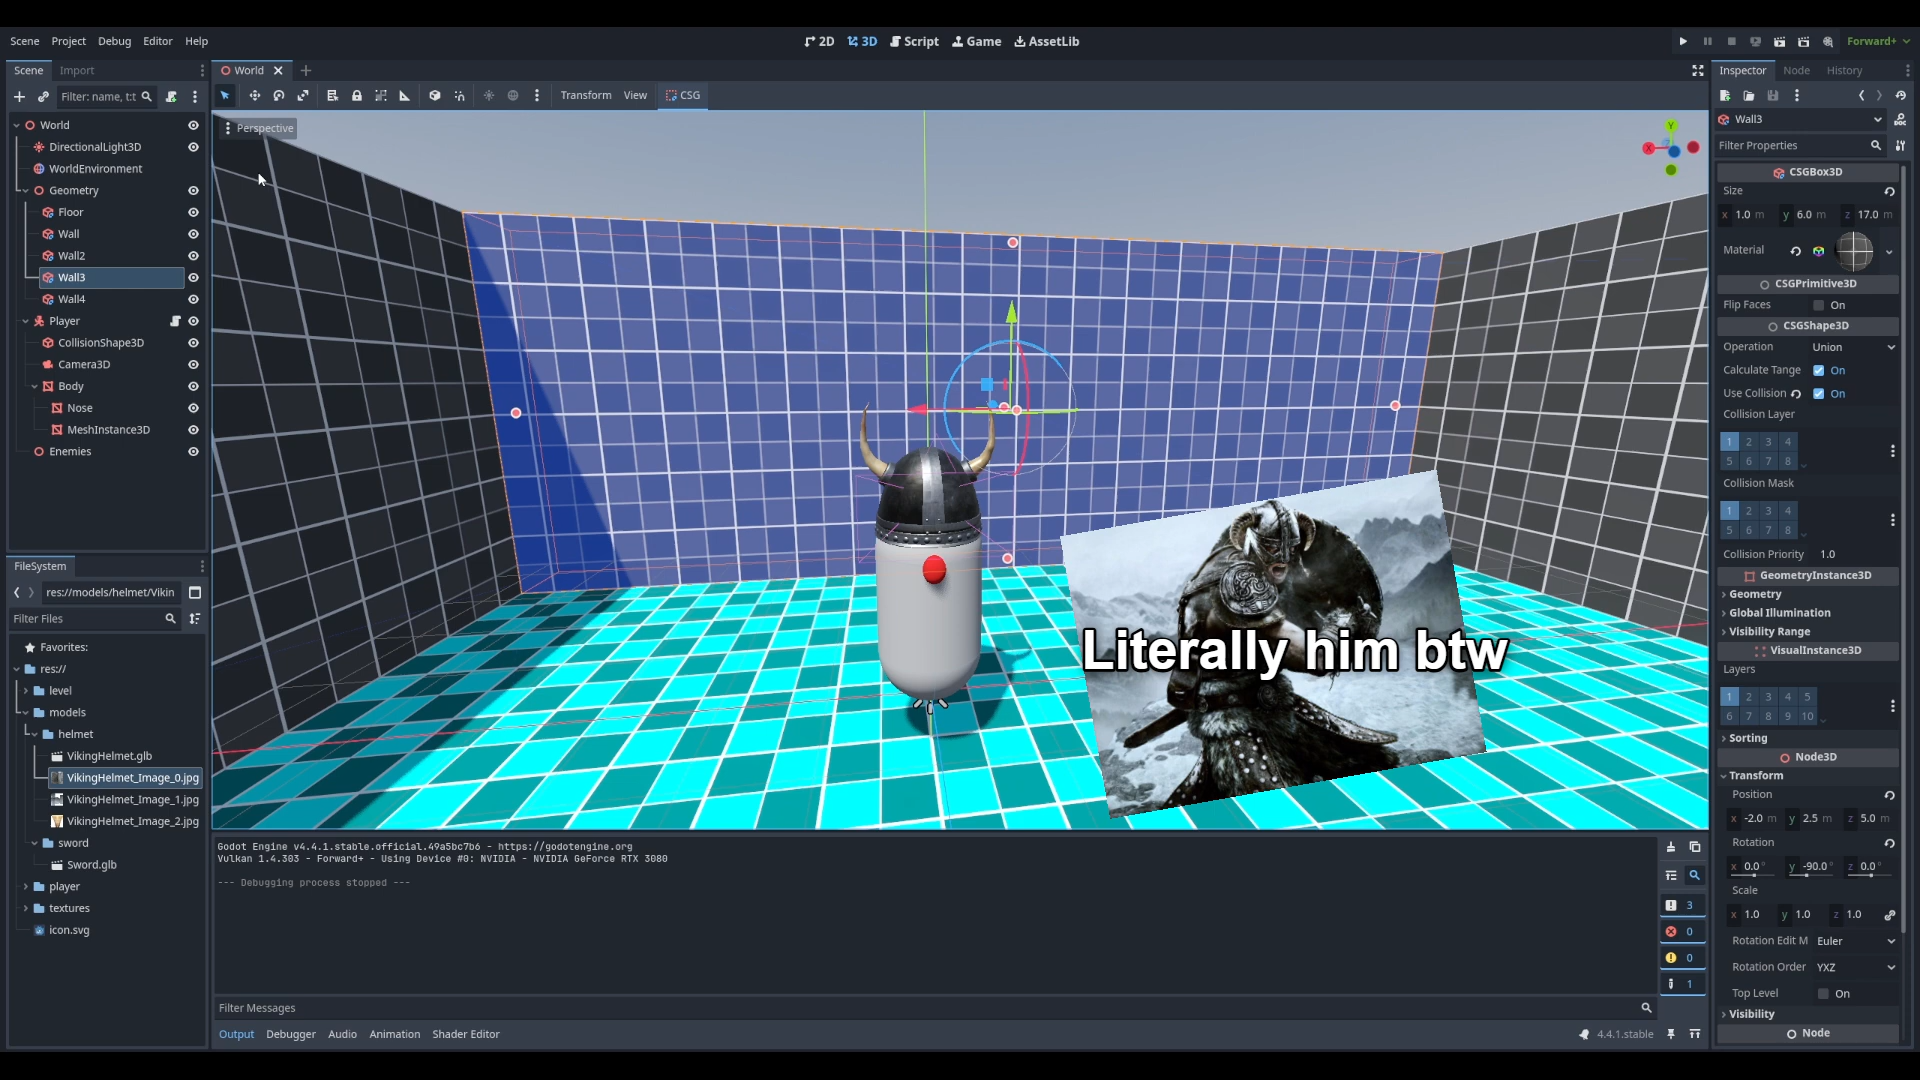 Scene Project Debug Editor Help
2D 3D Script Game AssetLib
Forward+
Scene Import
World
Inspector Node History
Filter: name, t:t
Transform View CSG
Perspective
World
DirectionalLight3D
WorldEnvironment
Geometry
Floor
Wall
Wall2
Wall3
Wall4
Player
CollisionShape3D
Camera3D
Body
Nose
MeshInstance3D
Enemies
FileSystem
res://models/helmet/Vikin
Filter Files
Favorites:
res://
level
models
helmet
VikingHelmet.glb
VikingHelmet_Image_0.jpg
VikingHelmet_Image_1.jpg
VikingHelmet_Image_2.jpg
sword
Sword.glb
player
textures
icon.svg
Y
X
Literally him btw
Godot Engine v4.4.1.stable.official.49a5bc7b6 - https://godotengine.org
Vulkan 1.4.303 - Forward+ - Using Device #0: NVIDIA - NVIDIA GeForce RTX 3080
--- Debugging process stopped ---
3
0
0
1
Filter Messages
Output Debugger Audio Animation Shader Editor
4.4.1.stable
Wall3
Filter Properties
CSGBox3D
Size
x 1.0 m y 6.0 m z 17.0 m
Material
CSGPrimitive3D
Flip Faces On
CSGShape3D
Operation Union
Calculate Tange On
Use Collision On
Collision Layer
1 2 3 4
5 6 7 8
Collision Mask
1 2 3 4
5 6 7 8
Collision Priority 1.0
GeometryInstance3D
Geometry
Global Illumination
Visibility Range
VisualInstance3D
Layers
1 2 3 4 5
6 7 8 9 10
Sorting
Node3D
Transform
Position
x -2.0 m y 2.5 m z 5.0 m
Rotation
x 0.0 ° y -90.0 ° z 0.0 °
Scale
x 1.0 y 1.0 z 1.0
Rotation Edit M Euler
Rotation Order YXZ
Top Level On
Visibility
Node